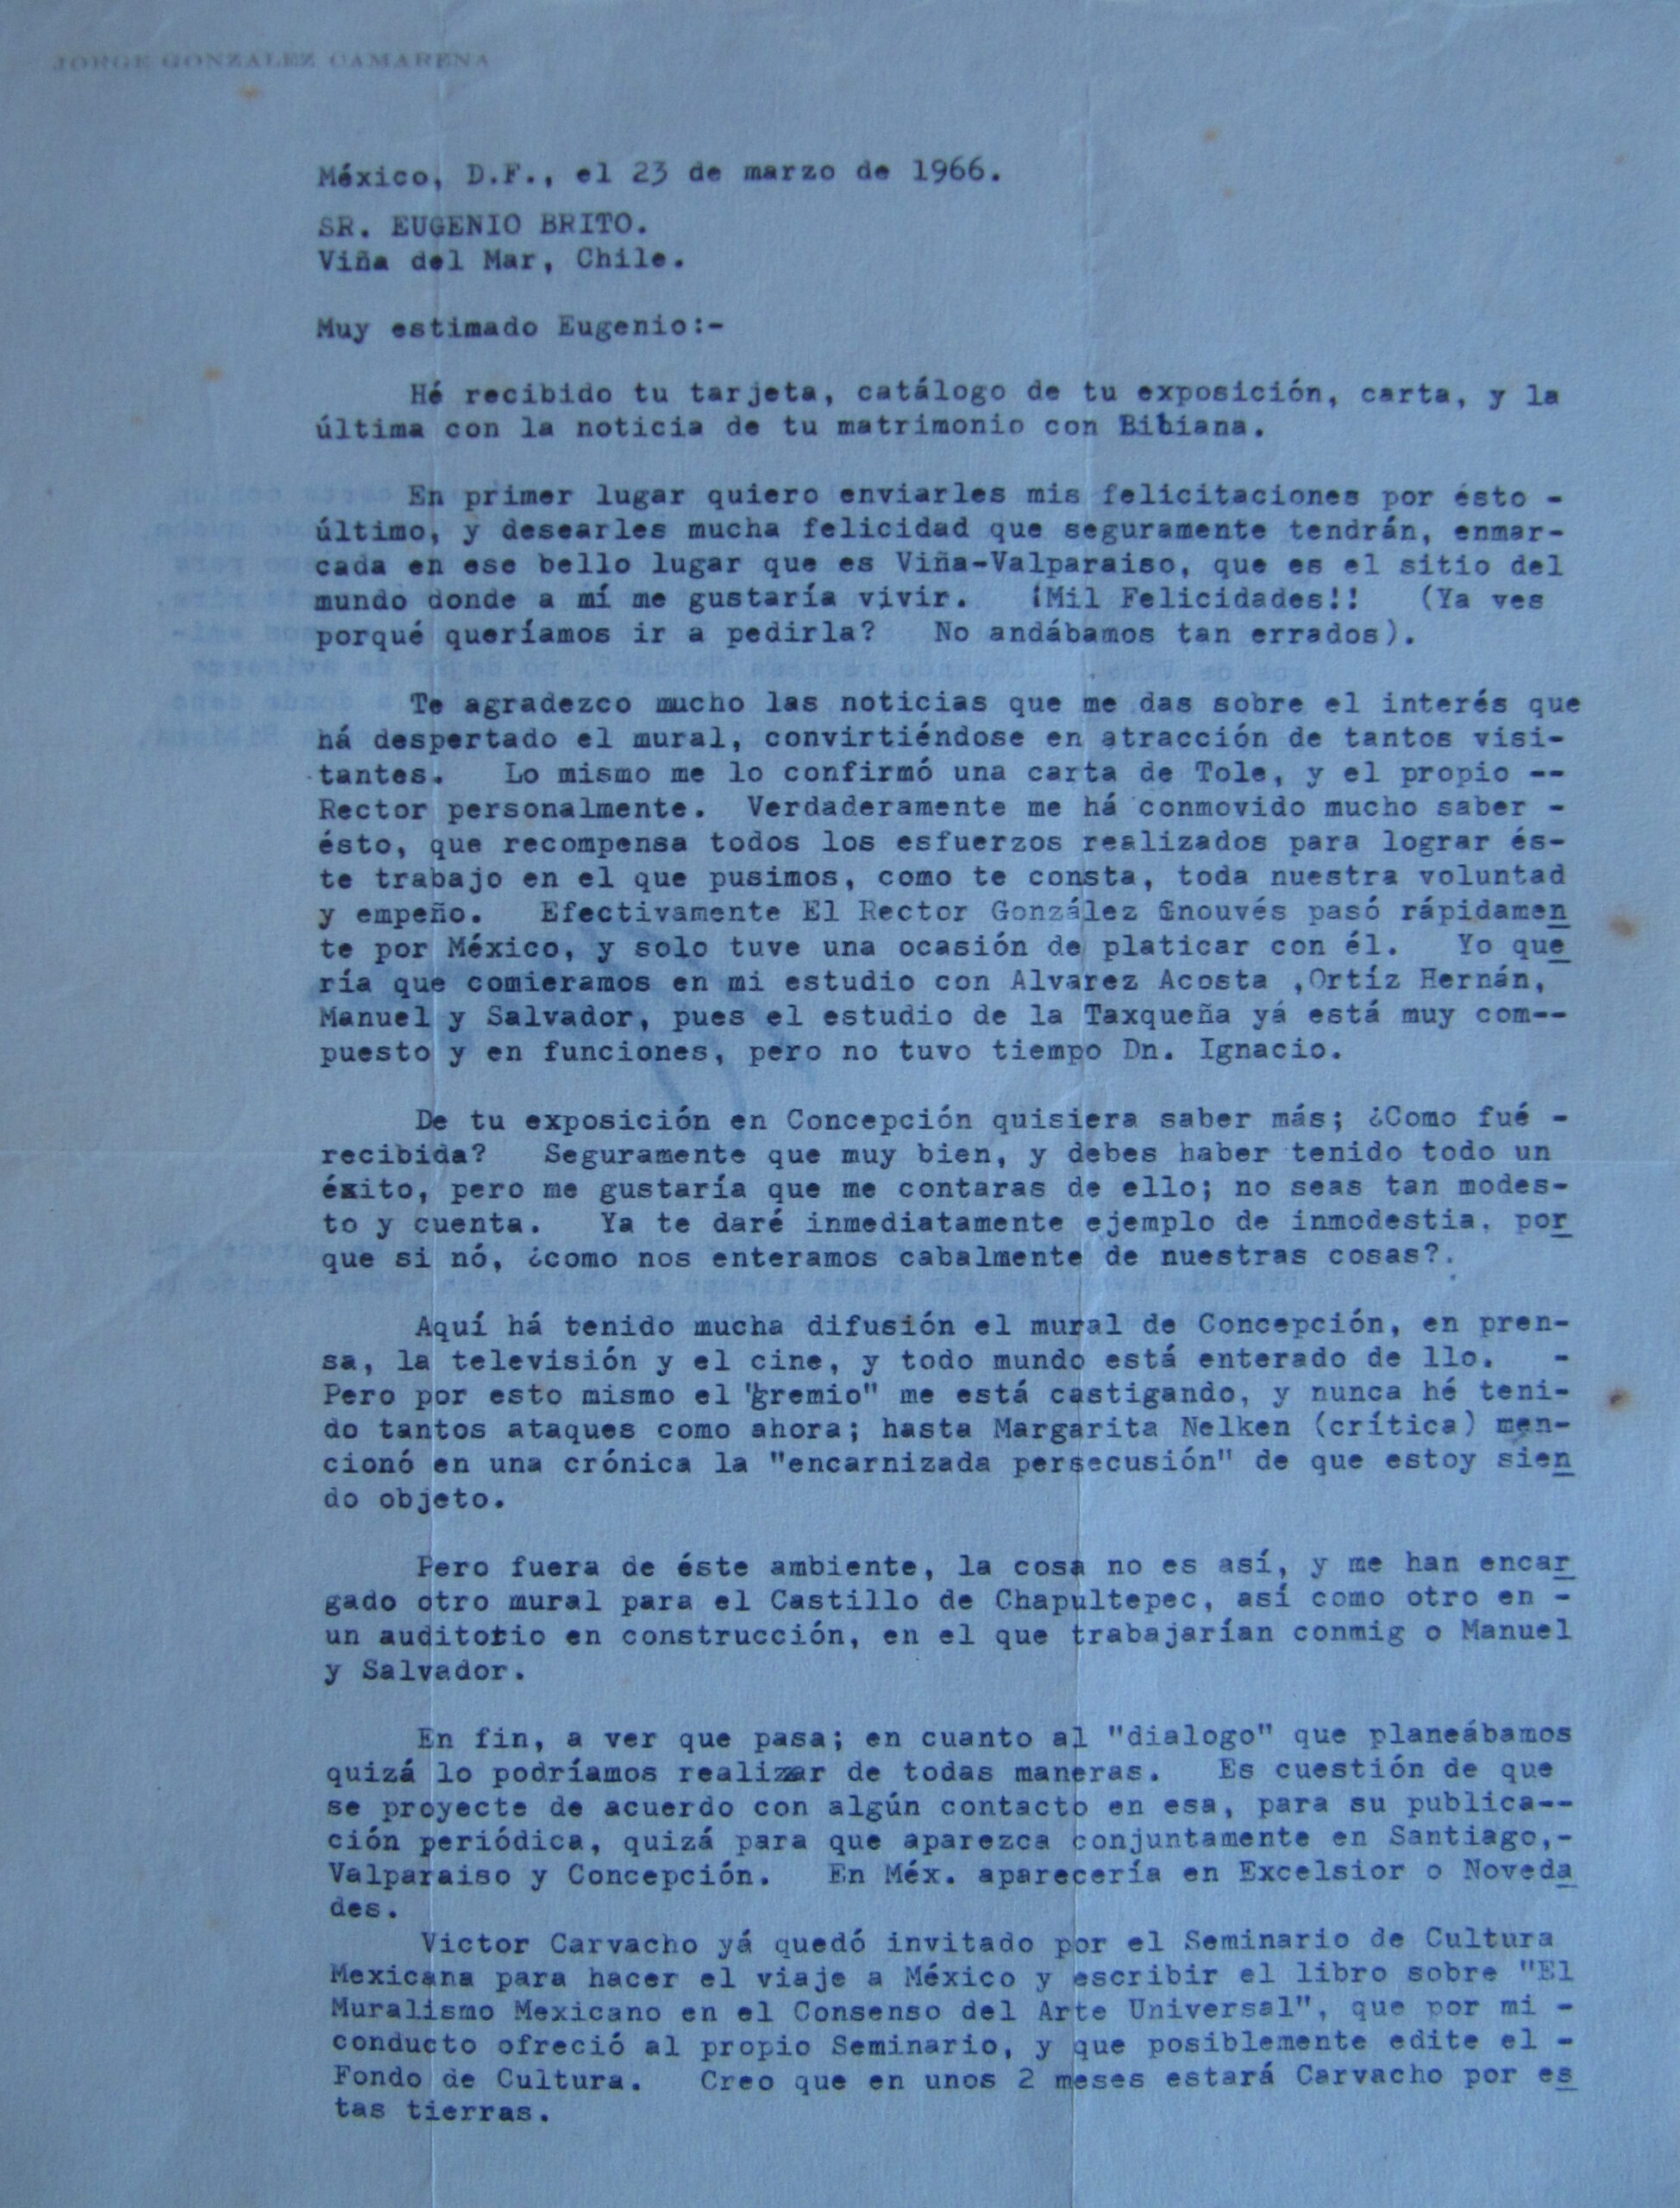 JORGE GONZÁLEZ CAMARENA
México, D.F., el 23 de marzo de 1966.
SR. EUGENIO BRITO.
Viña del Mar, Chile.
Muy estimado Eugenio:-
Hé recibido tu tarjeta, catálogo de tu exposición, carta, y la
última con la noticia de tu matrimonio con Bibiana.
En primer lugar quiero enviarles mis felicitaciones por ésto -
último, y desearles mucha felicidad que seguramente tendrán, enmar-
cada en ese bello lugar que es Viña-Valparaiso, que es el sitio del
mundo donde a mí me gustaría vivir. ¡Mil Felicidades!! (Ya ves
porqué queríamos ir a pedirla? No andábamos tan errados).
Te agradezco mucho las noticias que me das sobre el interés que
há despertado el mural, convirtiéndose en atracción de tantos visi-
tantes. Lo mismo me lo confirmó una carta de Tole, y el propio --
Rector personalmente. Verdaderamente me há conmovido mucho saber -
ésto, que recompensa todos los esfuerzos realizados para lograr és-
te trabajo en el que pusimos, como te consta, toda nuestra voluntad
y empeño. Efectivamente El Rector González Gnouvés pasó rápidamen
te por México, y solo tuve una ocasión de platicar con él. Yo que
ría que comieramos en mi estudio con Alvarez Acosta ,Ortíz Hernán,
Manuel y Salvador, pues el estudio de la Taxqueña yá está muy com--
puesto y en funciones, pero no tuvo tiempo Dn. Ignacio.
De tu exposición en Concepción quisiera saber más; ¿Como fué -
recibida? Seguramente que muy bien, y debes haber tenido todo un
éxito, pero me gustaría que me contaras de ello; no seas tan modes-
to y cuenta. Ya te daré inmediatamente ejemplo de inmodestia, por
que si nó, ¿como nos enteramos cabalmente de nuestras cosas?.
Aquí há tenido mucha difusión el mural de Concepción, en pren-
sa, la televisión y el cine, y todo mundo está enterado de llo. -
Pero por esto mismo el "gremio" me está castigando, y nunca hé teni-
do tantos ataques como ahora; hasta Margarita Nelken (crítica) men-
cionó en una crónica la "encarnizada persecusión" de que estoy sien
do objeto.
Pero fuera de éste ambiente, la cosa no es así, y me han encar
gado otro mural para el Castillo de Chapultepec, así como otro en -
un auditotio en construcción, en el que trabajarían conmig o Manuel
y Salvador.
En fin, a ver que pasa; en cuanto al "dialogo" que planeábamos
quizá lo podríamos realizar de todas maneras. Es cuestión de que
se proyecte de acuerdo con algún contacto en esa, para su publica--
ción periódica, quizá para que aparezca conjuntamente en Santiago,-
Valparaiso y Concepción. En Méx. aparecería en Excelsior o Noveda
des.
Victor Carvacho yá quedó invitado por el Seminario de Cultura
Mexicana para hacer el viaje a México y escribir el libro sobre "El
Muralismo Mexicano en el Consenso del Arte Universal", que por mi -
conducto ofreció al propio Seminario, y que posiblemente edite el -
Fondo de Cultura. Creo que en unos 2 meses estará Carvacho por es
tas tierras.